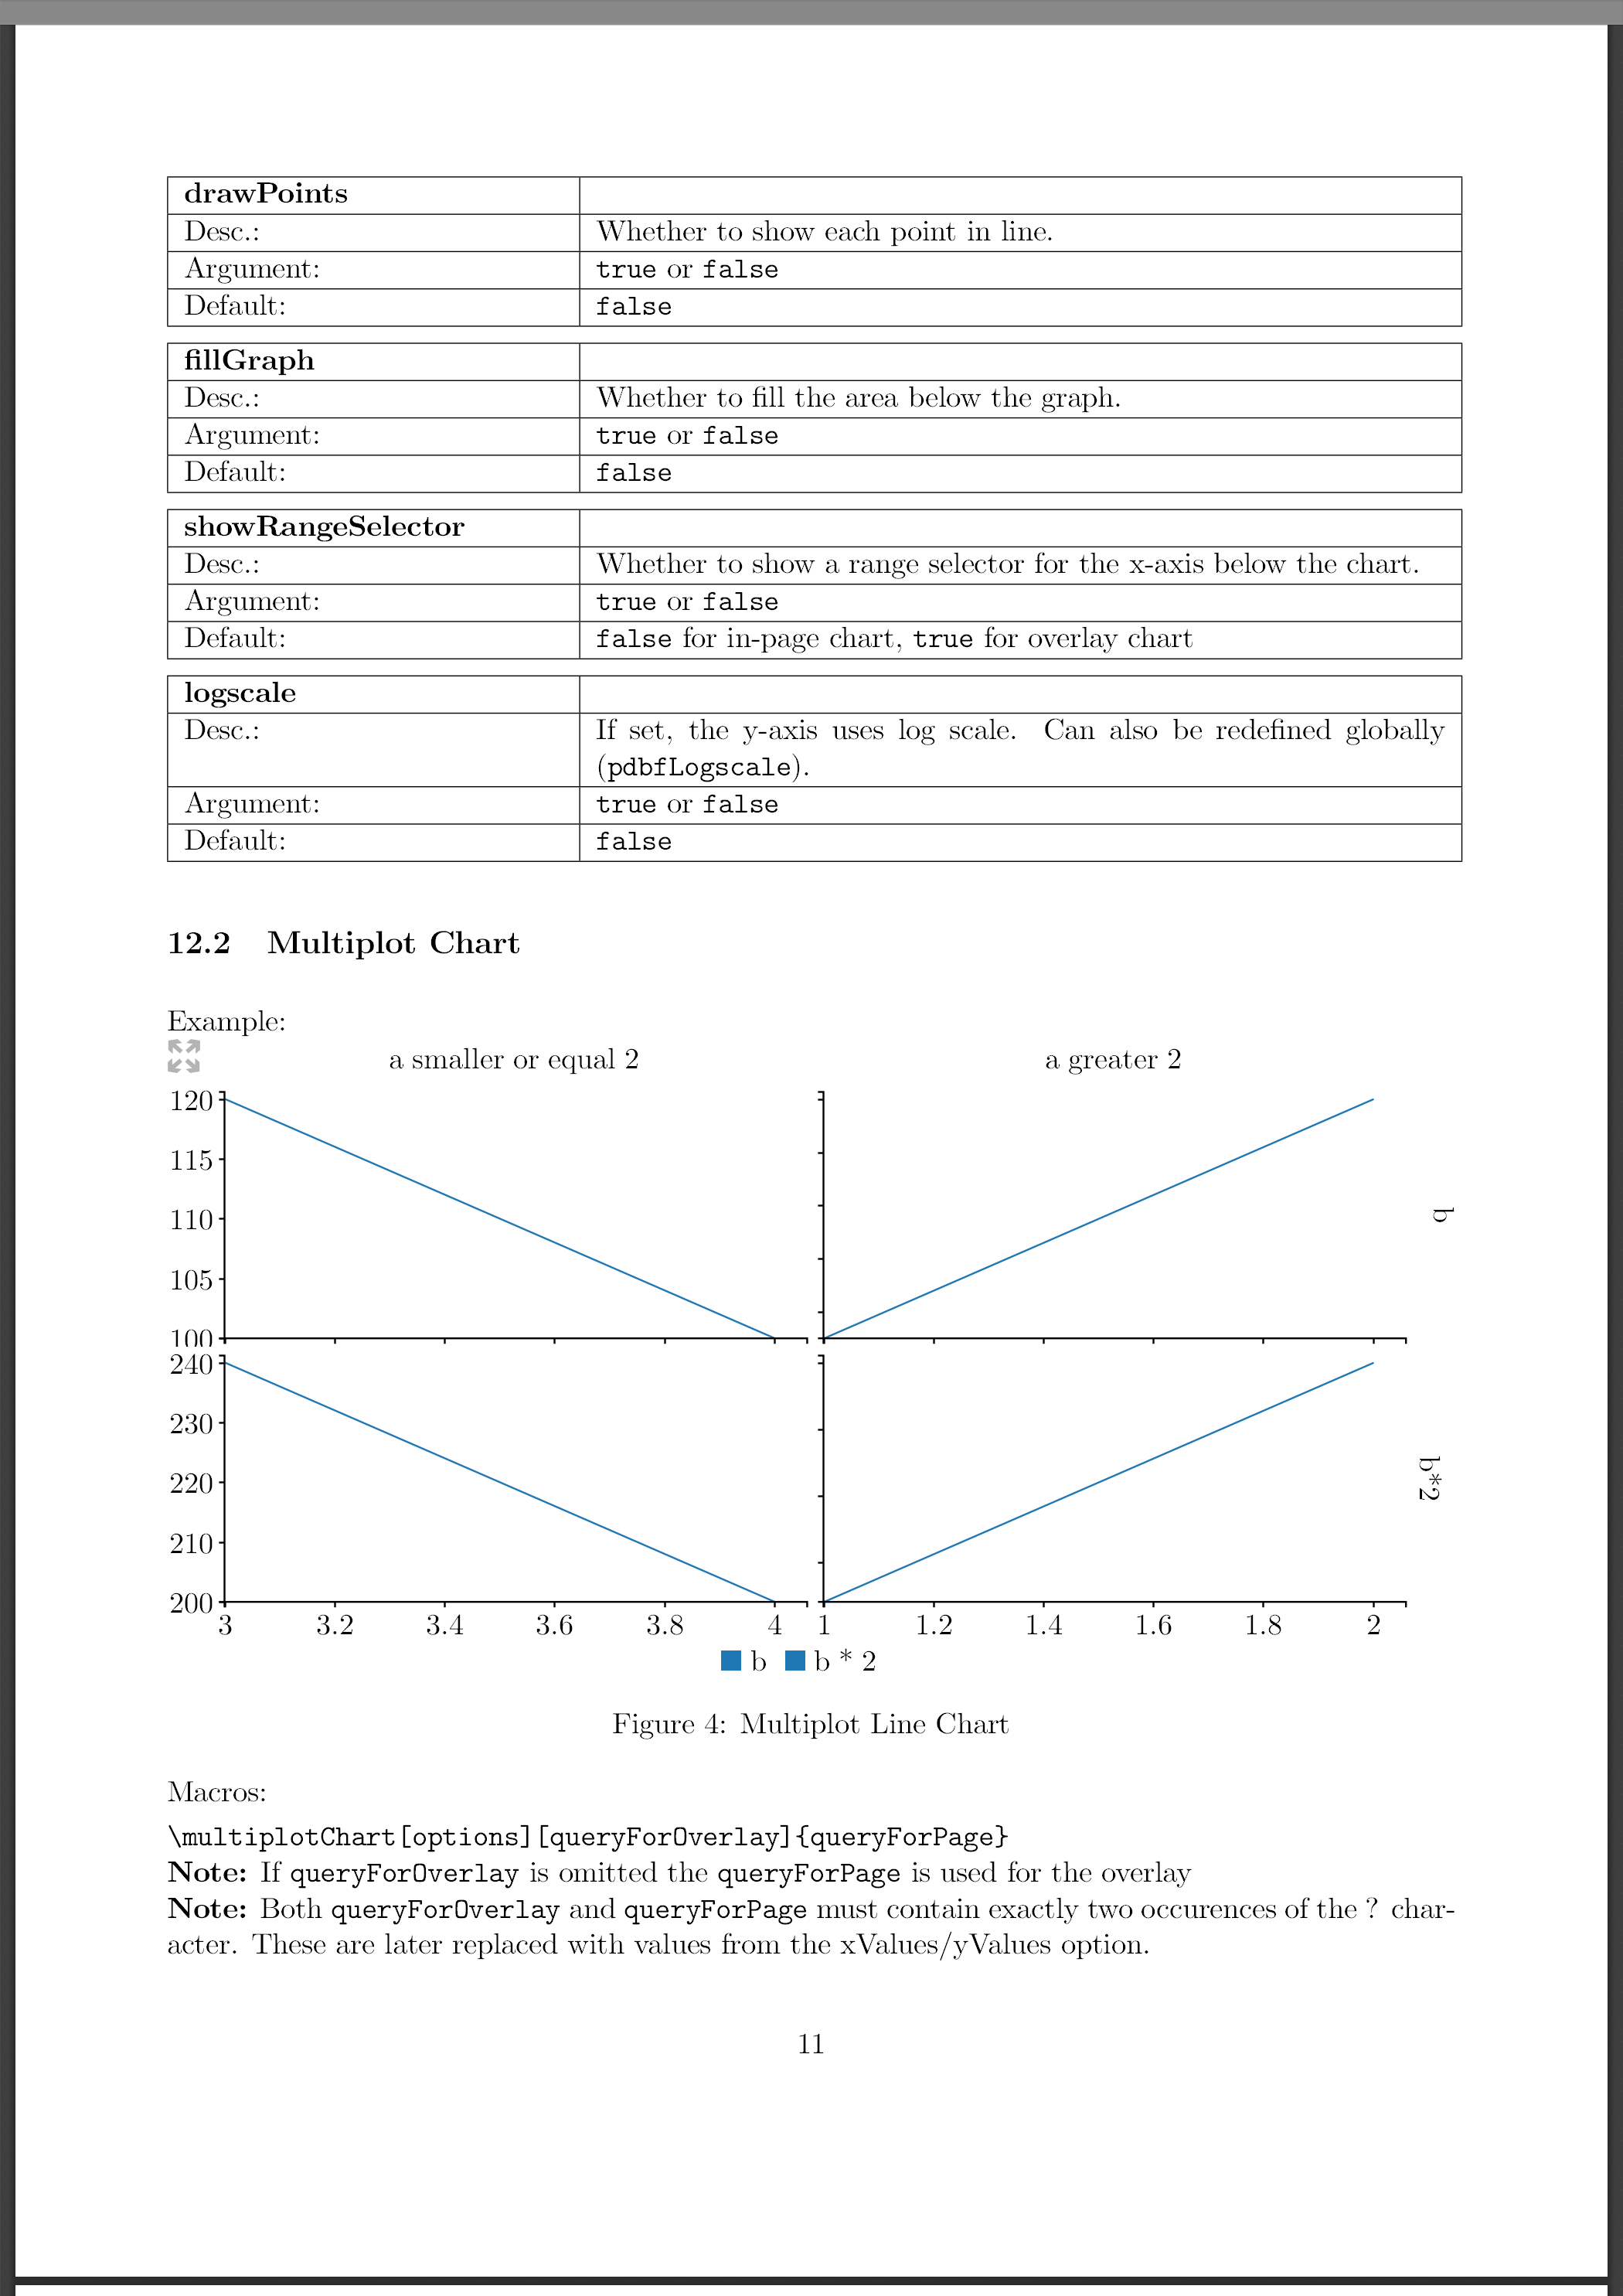 drawPoints
Desc.: Whether to show each point in line.
Argument: true or false
Default: false
fillGraph
Desc.: Whether to fill the area below the graph.
Argument: true or false
Default: false
showRangeSelector
Desc.: Whether to show a range selector for the x-axis below the chart.
Argument: true or false
Default: false for in-page chart, true for overlay chart
logscale
Desc.: If set, the y-axis uses log scale. Can also be redefined globally
(pdbfLogscale).
Argument: true or false
Default: false
12.2 Multiplot Chart
Example:
a smaller or equal 2 a greater 2
120
115
110
105
100
b
240
230
220
210
200
b*2
3 3.2 3.4 3.6 3.8 4 1 1.2 1.4 1.6 1.8 2
b b * 2
Figure 4: Multiplot Line Chart
Macros:
\multiplotChart[options][queryForOverlay]{queryForPage}
Note: If queryForOverlay is omitted the queryForPage is used for the overlay
Note: Both queryForOverlay and queryForPage must contain exactly two occurences of the ? char-
acter. These are later replaced with values from the xValues/yValues option.
11